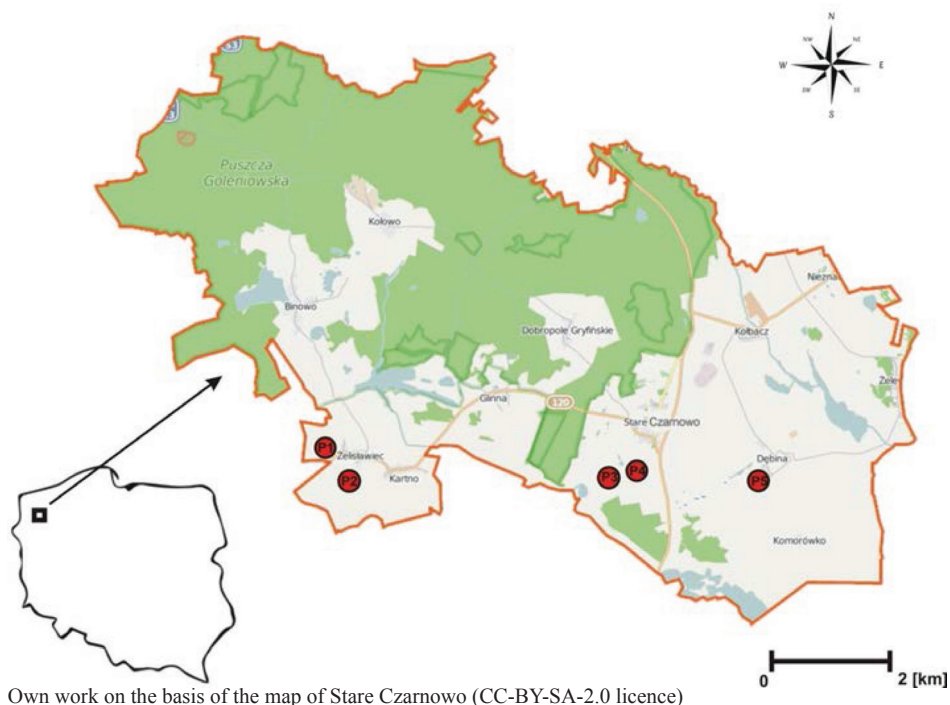 N
NW
NE
W
E
SW
SE
S
Puszcza
Goleniowska
Kołowo
Binowo
Dobropole Gryfińskie
Niezna
Kołbacz
Żele
Glinna
120
Stare Czarnowo
P1
Żelisławiec
P2
Kartno
P3
P4
Dębina
P5
Komorówko
0
2 [km]
Own work on the basis of the map of Stare Czarnowo (CC-BY-SA-2.0 licence)